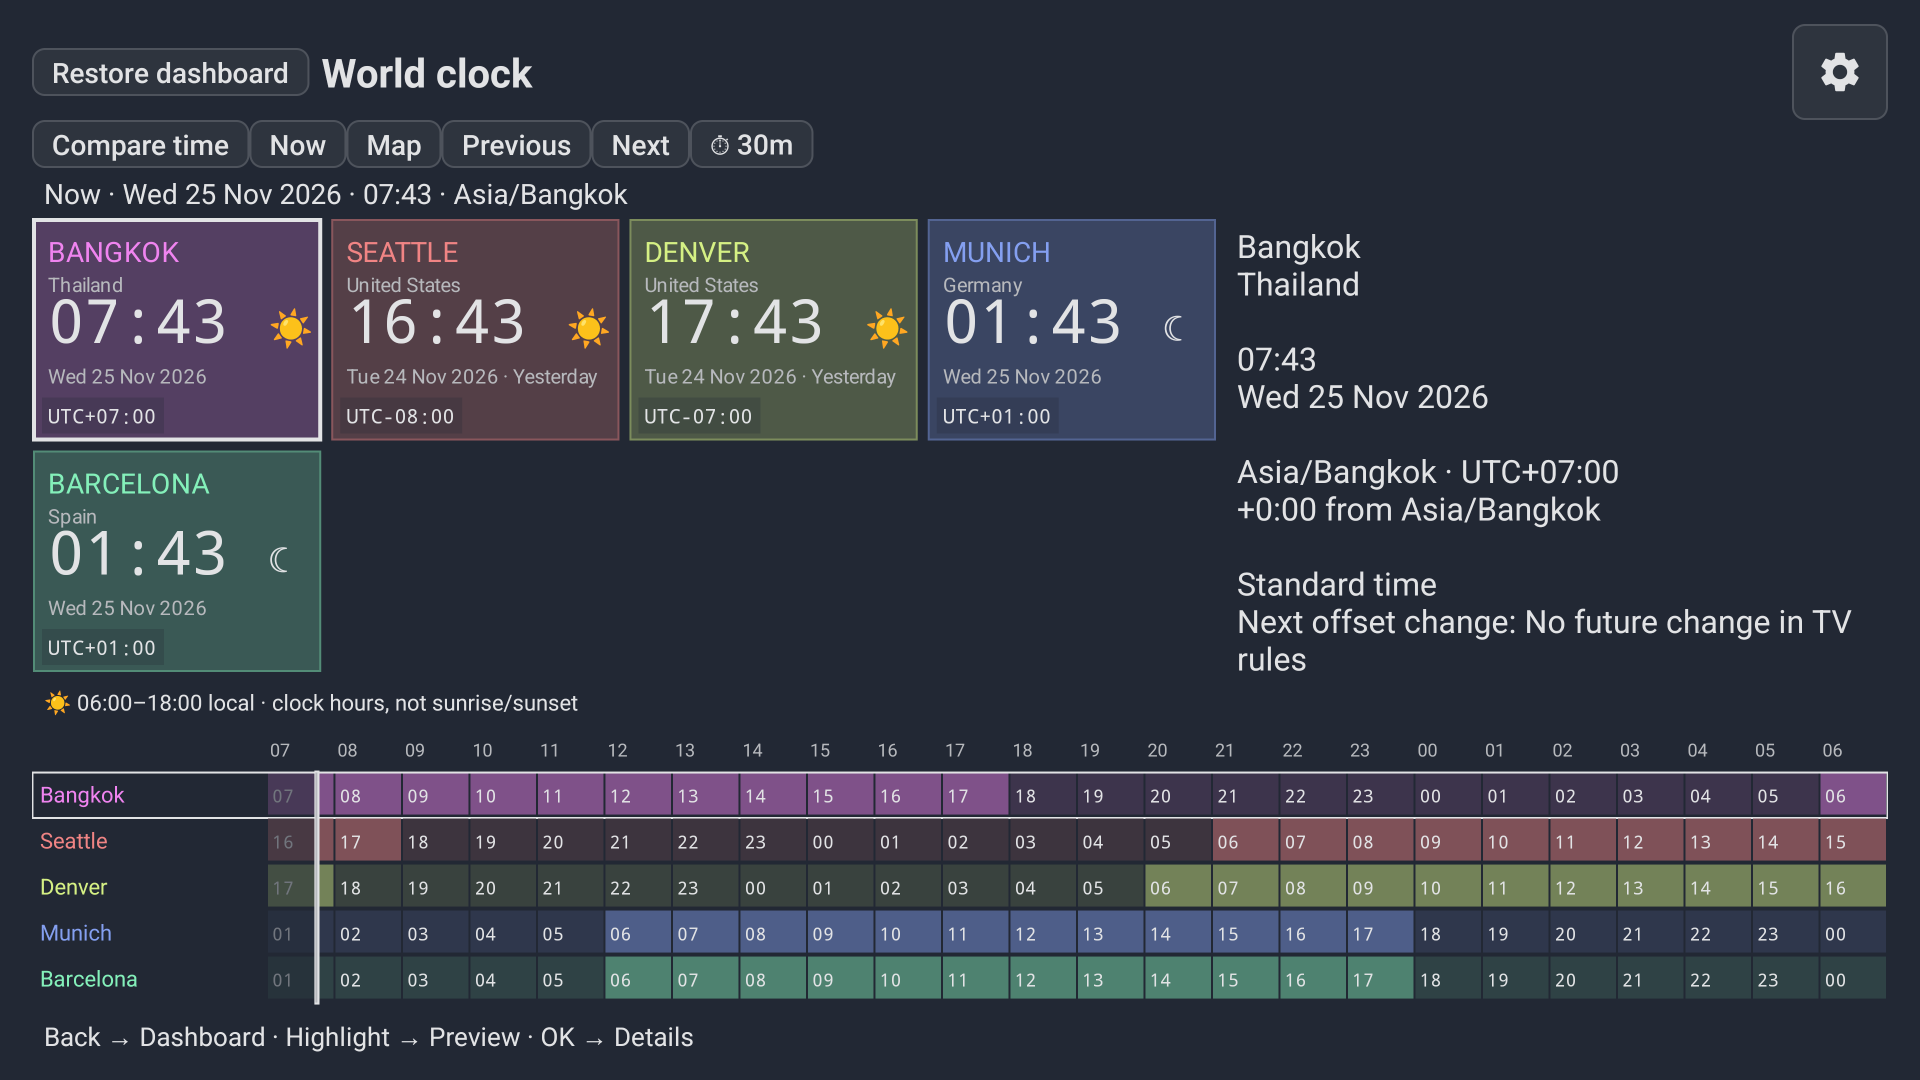 Restore dashboard World clock
Compare time Now Map Previous Next ⏱ 30m
Now · Wed 25 Nov 2026 · 07:43 · Asia/Bangkok
BANGKOK
Thailand
07:43
Wed 25 Nov 2026
UTC+07:00
SEATTLE
United States
16:43
Tue 24 Nov 2026 · Yesterday
UTC-08:00
DENVER
United States
17:43
Tue 24 Nov 2026 · Yesterday
UTC-07:00
MUNICH
Germany
01:43
Wed 25 Nov 2026
UTC+01:00
BARCELONA
Spain
01:43
Wed 25 Nov 2026
UTC+01:00
Bangkok
Thailand
07:43
Wed 25 Nov 2026
Asia/Bangkok · UTC+07:00
+0:00 from Asia/Bangkok
Standard time
Next offset change: No future change in TV
rules
☀️ 06:00–18:00 local · clock hours, not sunrise/sunset
07 08 09 10 11 12 13 14 15 16 17 18 19 20 21 22 23 00 01 02 03 04 05 06
Bangkok 07 08 09 10 11 12 13 14 15 16 17 18 19 20 21 22 23 00 01 02 03 04 05 06
Seattle 16 17 18 19 20 21 22 23 00 01 02 03 04 05 06 07 08 09 10 11 12 13 14 15
Denver 17 18 19 20 21 22 23 00 01 02 03 04 05 06 07 08 09 10 11 12 13 14 15 16
Munich 01 02 03 04 05 06 07 08 09 10 11 12 13 14 15 16 17 18 19 20 21 22 23 00
Barcelona 01 02 03 04 05 06 07 08 09 10 11 12 13 14 15 16 17 18 19 20 21 22 23 00
Back → Dashboard · Highlight → Preview · OK → Details